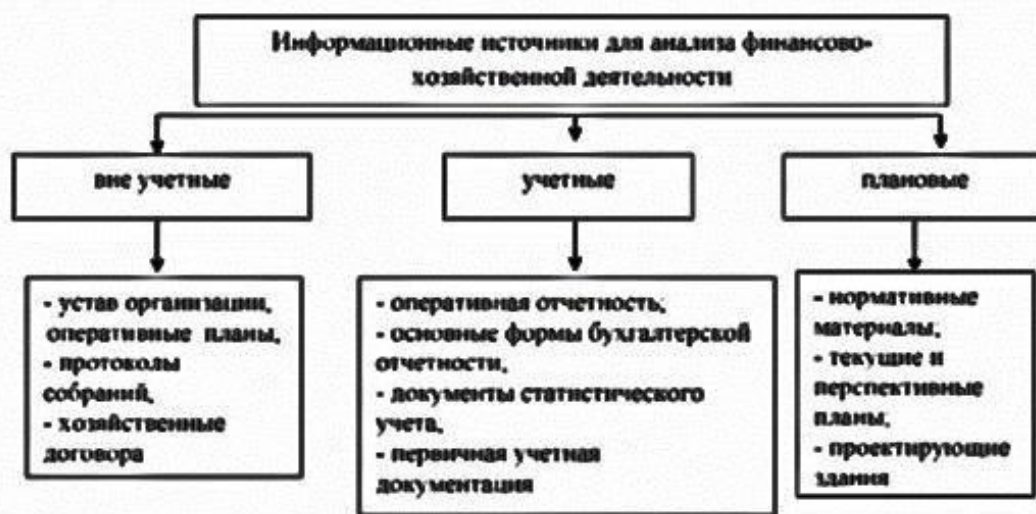 Информационные источники для анализа финансово-
хозяйственной деятельности
вне учетные
учетные
плановые
- устав организации,
оперативные планы,
- протоколы
собраний,
- хозяйственные
договора
- оперативная отчетность;
- основные формы бухгалтерской
отчетности;
- документы статистического
учета;
- первичная учетная
документация
- нормативные
материалы;
- текущие и
перспективные
планы;
- проектирующие
здания